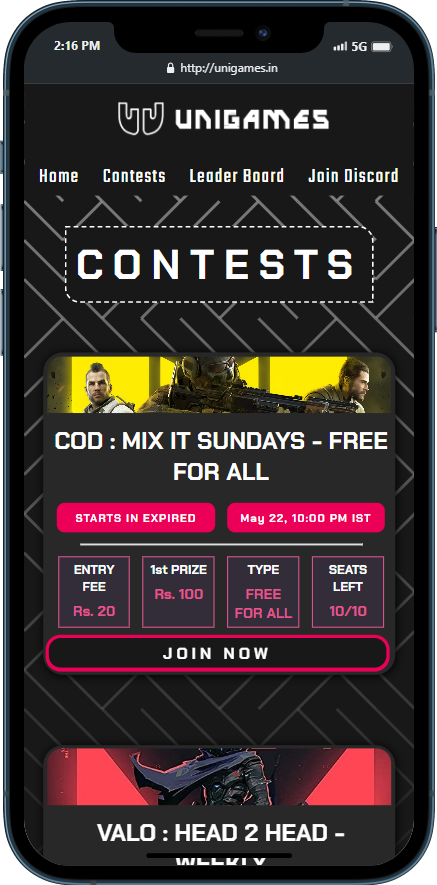 2:16 PM
5G
http://unigames.in
UNIGAMES
Home Contests Leader Board Join Discord
CONTESTS
COD : MIX IT SUNDAYS - FREE
FOR ALL
STARTS IN EXPIRED May 22, 10:00 PM IST
ENTRY
FEE
Rs. 20
1st PRIZE
Rs. 100
TYPE
FREE
FOR ALL
SEATS
LEFT
10/10
JOIN NOW
VALO : HEAD 2 HEAD -
WEEKLY